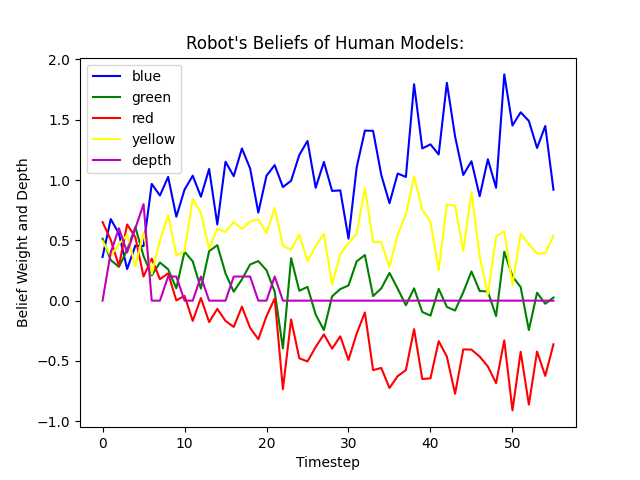 Robot's Beliefs of Human Models:
2.0
1.5
1.0
0.5
0.0
−0.5
−1.0
Belief Weight and Depth
blue
green
red
yellow
depth
0 10 20 30 40 50
Timestep